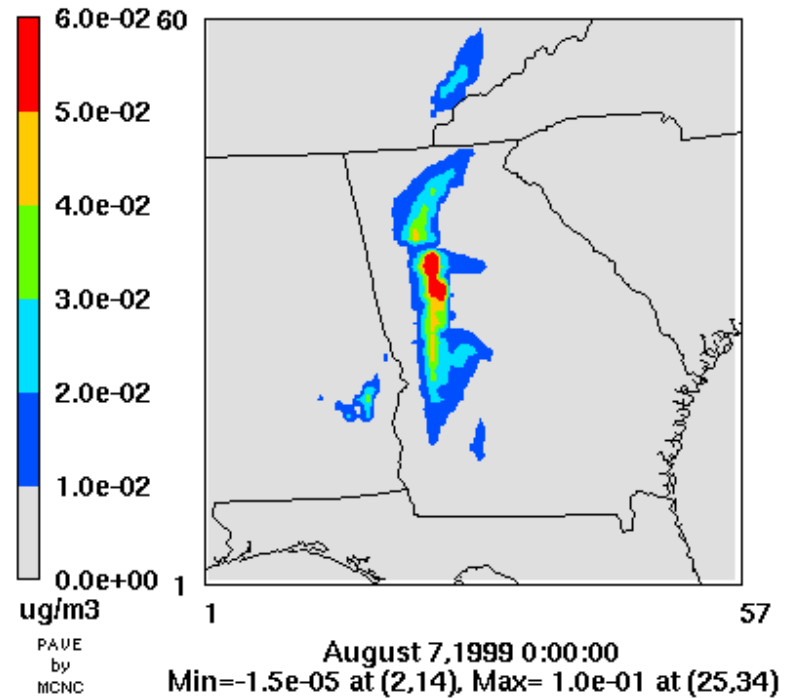 6.0e-02
5.0e-02
4.0e-02
3.0e-02
2.0e-02
1.0e-02
0.0e+00
ug/m3
PAVE
by
MCNC
60
1
1
57
August 7,1999 0:00:00
Min=-1.5e-05 at (2,14), Max= 1.0e-01 at (25,34)